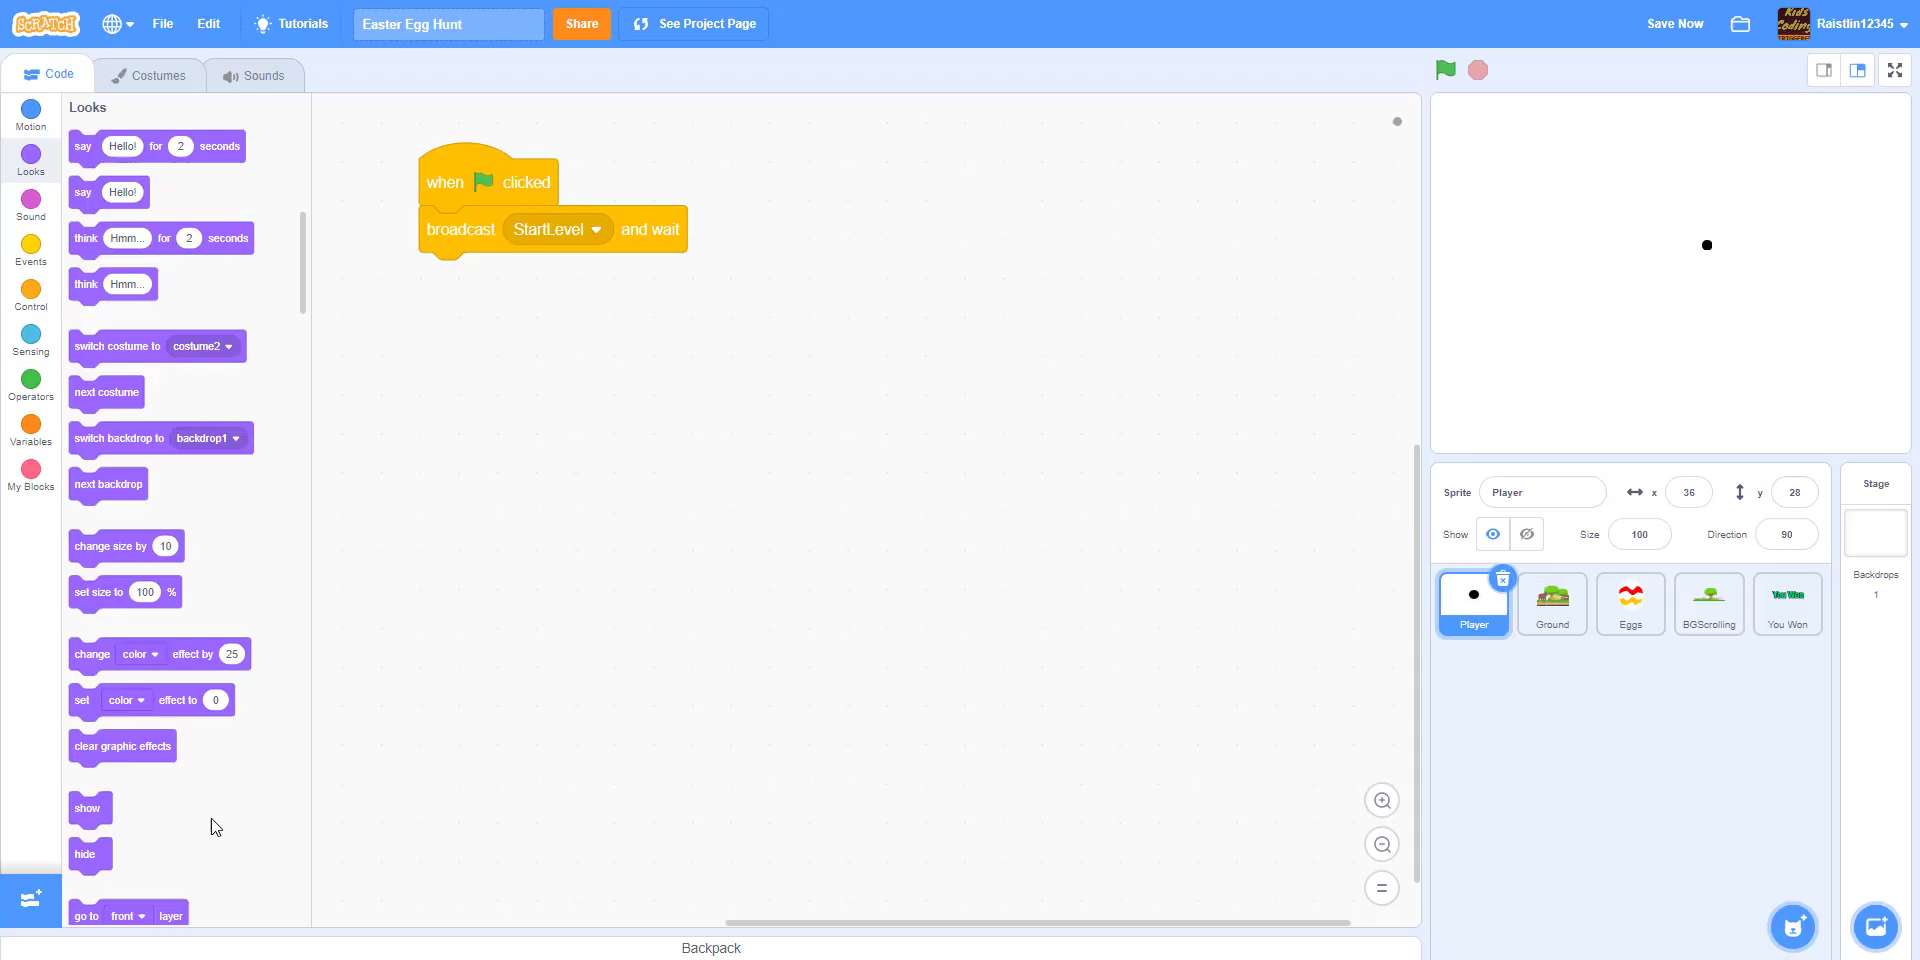 SCRATCH File Edit Tutorials Easter Egg Hunt Share See Project Page Save Now Raistlin12345
Code Costumes Sounds
Motion
Looks
Sound
Events
Control
Sensing
Operators
Variables
My Blocks
Looks
say Hello! for 2 seconds
say Hello!
think Hmm... for 2 seconds
think Hmm...
switch costume to costume2
next costume
switch backdrop to backdrop1
next backdrop
change size by 10
set size to 100 %
change color effect by 25
set color effect to 0
clear graphic effects
show
hide
go to front layer
when clicked
broadcast StartLevel and wait
Backpack
Sprite Player x 36 y 28
Show Size 100 Direction 90
Player
Ground
Eggs
BGScrolling
You Won
You Won
Stage
Backdrops
1